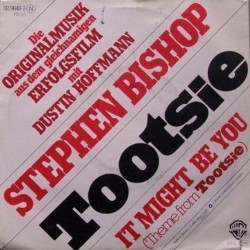 die
ORIGINALMUSIK
aus dem gleichnamigen
ERFOLGSFILM
mit
DUSTIN HOFFMANN
STEPHEN BISHOP
Tootsie
IT MIGHT BE YOU
(Theme from "Tootsie")